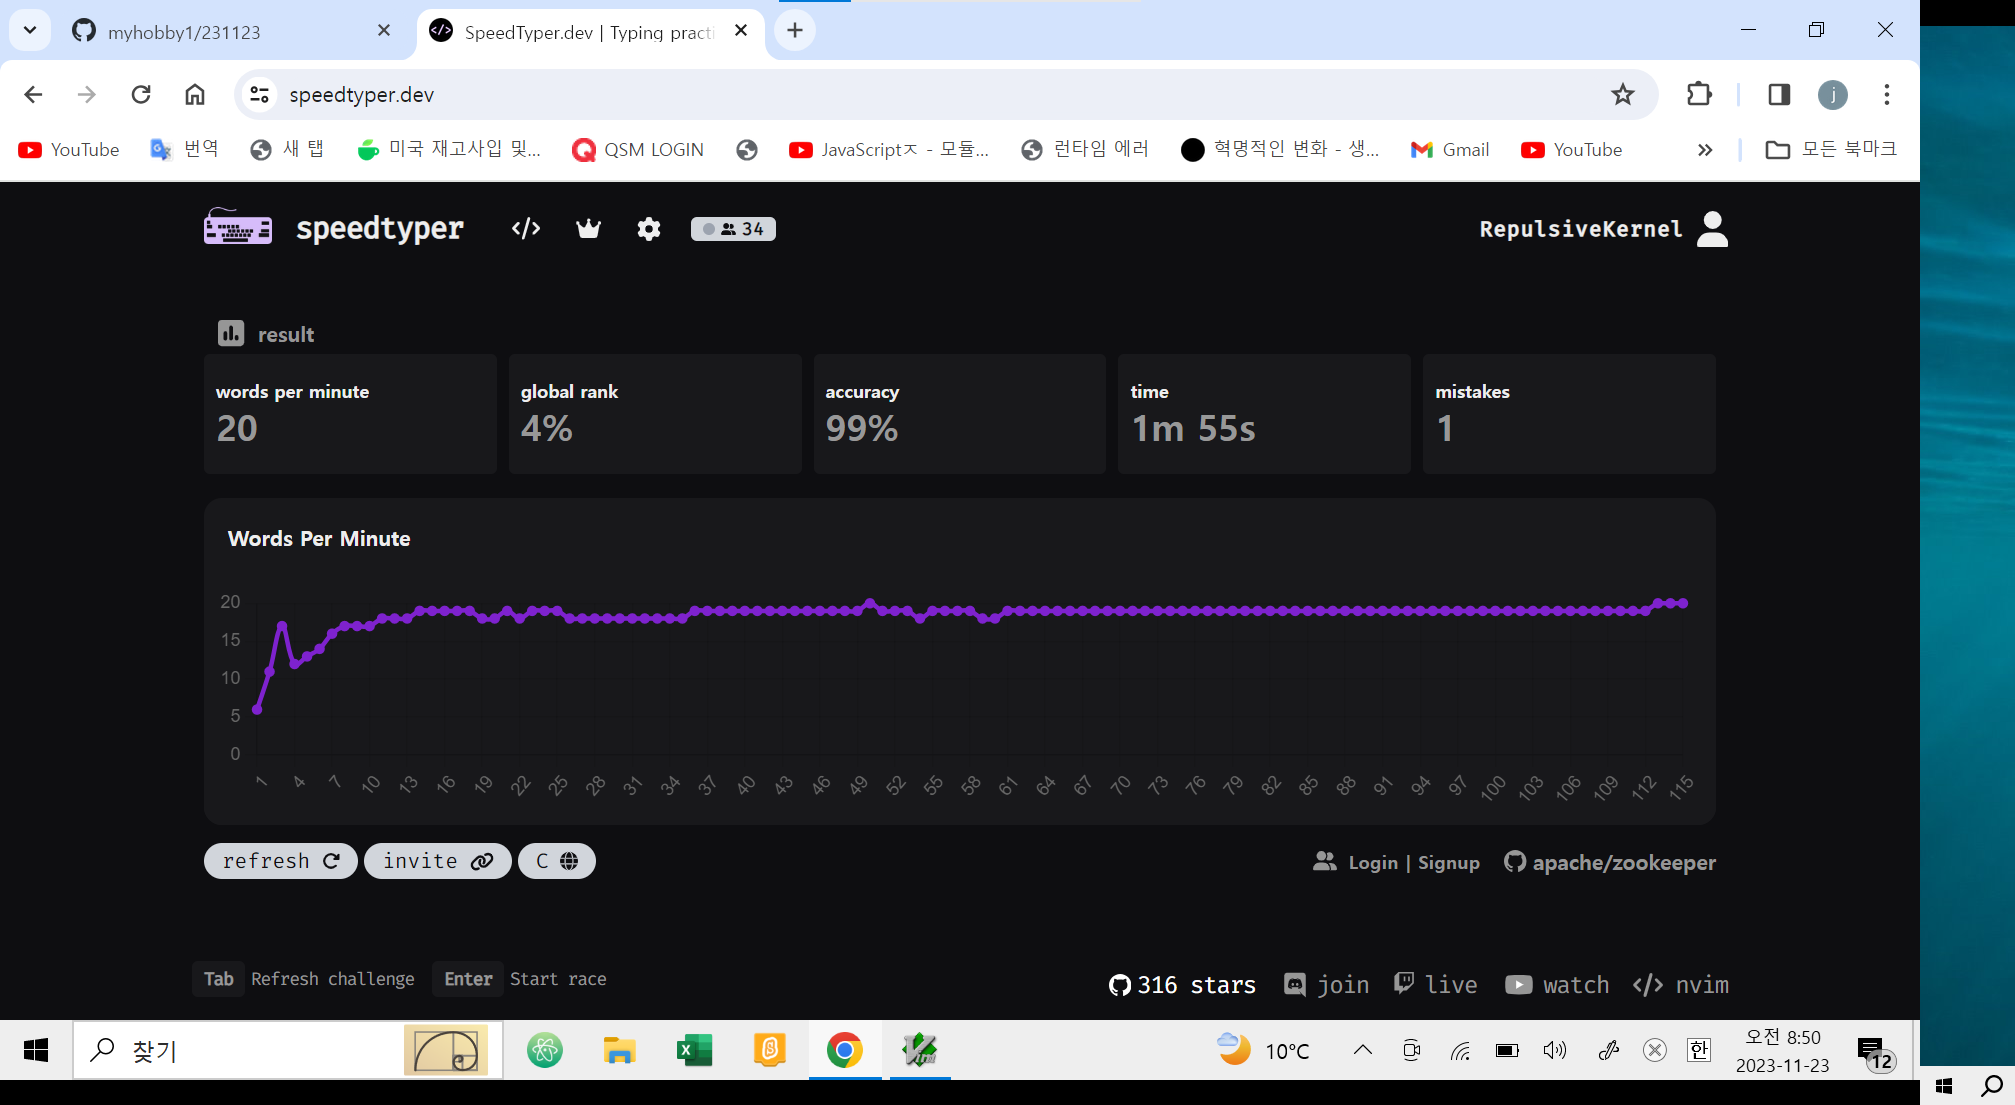 myhobby1/231123
SpeedTyper.dev | Typing practi
speedtyper.dev
j
YouTube 번역 새 탭 미국 재고사입 및... QSM LOGIN JavaScriptㅈ - 모듈... 런타임 에러 혁명적인 변화 - 생... Gmail YouTube » 모든 북마크
speedtyper </> 34 RepulsiveKernel
result
words per minute global rank accuracy time mistakes
20 4% 99% 1m 55s 1
Words Per Minute
20
15
10
5
0
1 4 7 10 13 16 19 22 25 28 31 34 37 40 43 46 49 52 55 58 61 64 67 70 73 76 79 82 85 88 91 94 97 100 103 106 109 112 115
refresh invite C Login | Signup apache/zookeeper
Tab Refresh challenge Enter Start race
316 stars join live watch </> nvim
찾기 10℃ 한 오전 8:50
2023-11-23 12